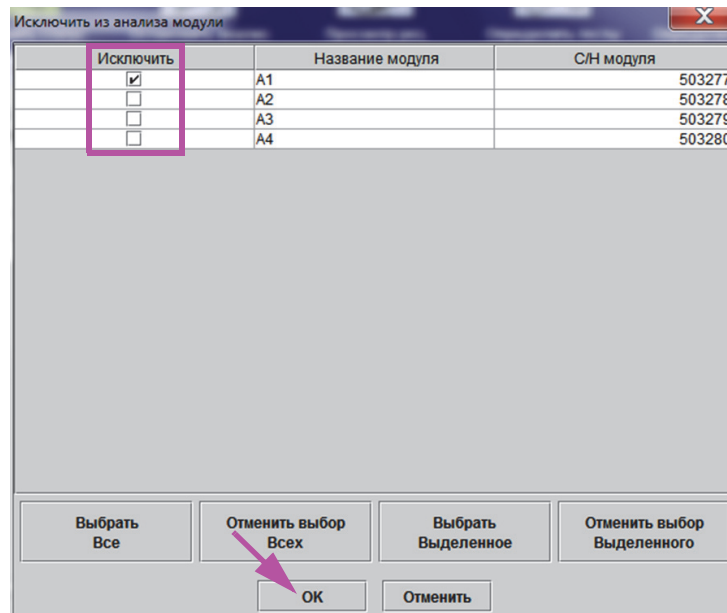 Исключить из анализа модули
Исключить Название модуля С/Н модуля
A1 503277
A2 503278
A3 503279
A4 503280
Выбрать Все
Отменить выбор Всех
Выбрать Выделенное
Отменить выбор Выделенного
OK Отменить